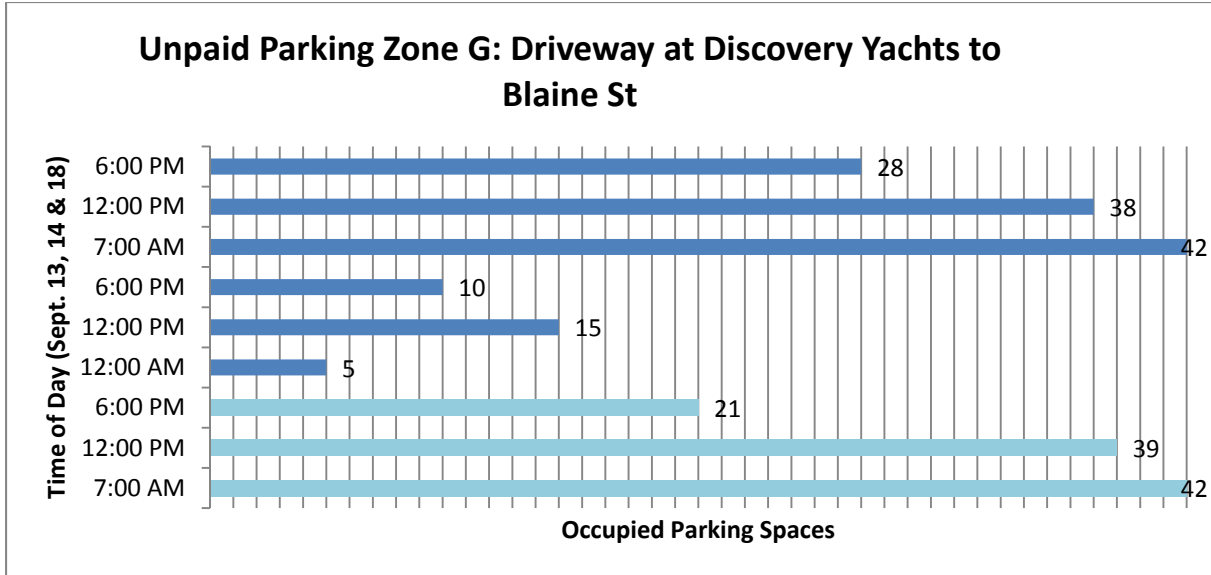 Unpaid Parking Zone G: Driveway at Discovery Yachts to
Blaine St
Time of Day (Sept. 13, 14 & 18)
6:00 PM 28
12:00 PM 38
7:00 AM 42
6:00 PM 10
12:00 PM 15
12:00 AM 5
6:00 PM 21
12:00 PM 39
7:00 AM 42
Occupied Parking Spaces